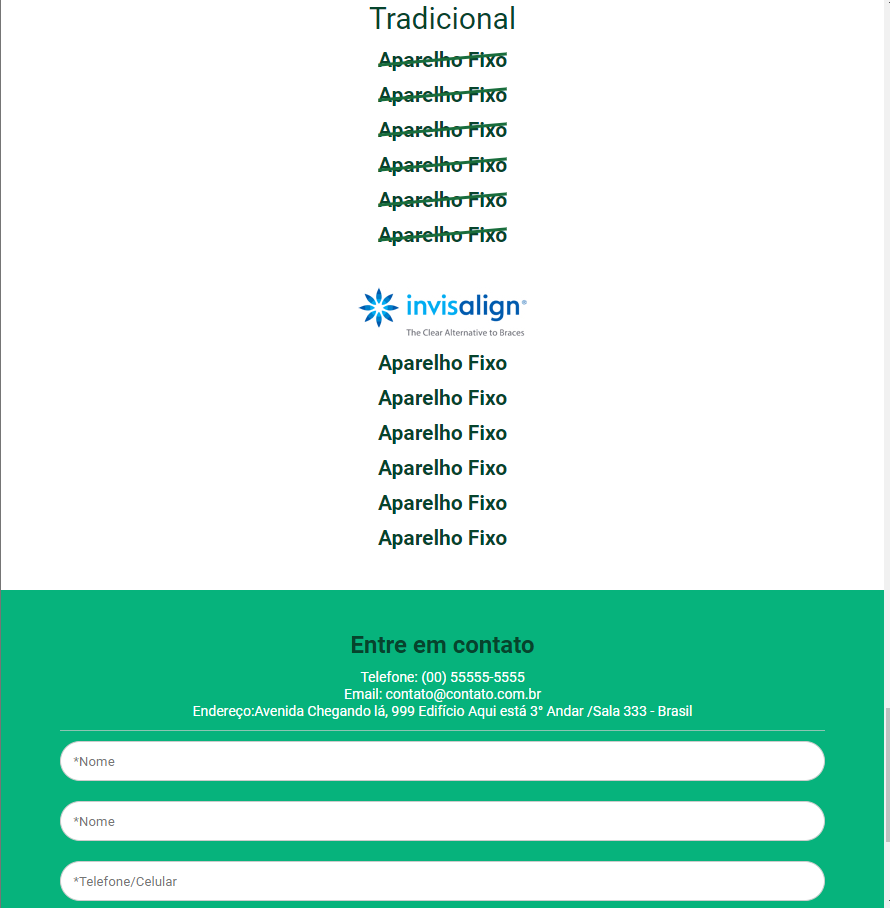 Tradicional
Aparelho Fixo
Aparelho Fixo
Aparelho Fixo
Aparelho Fixo
Aparelho Fixo
Aparelho Fixo
invisalign®
The Clear Alternative to Braces
Aparelho Fixo
Aparelho Fixo
Aparelho Fixo
Aparelho Fixo
Aparelho Fixo
Aparelho Fixo
Entre em contato
Telefone: (00) 55555-5555
Email: contato@contato.com.br
Endereço:Avenida Chegando lá, 999 Edifício Aqui está 3° Andar /Sala 333 - Brasil
*Nome
*Nome
*Telefone/Celular